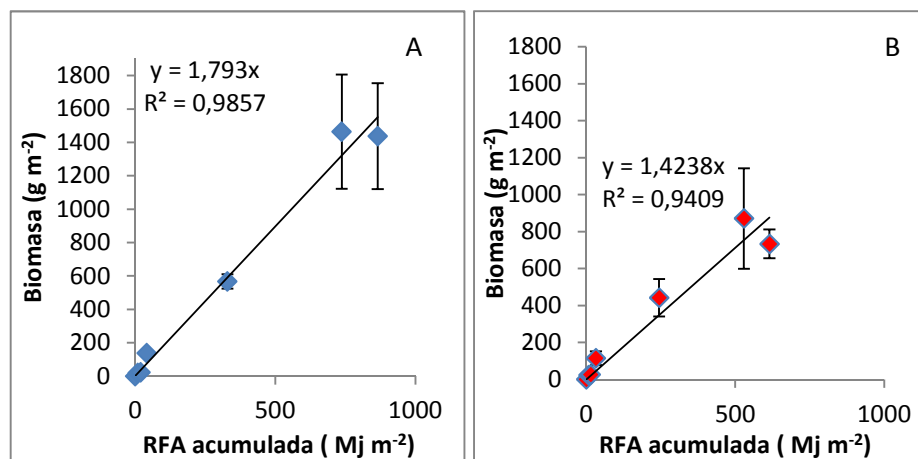 A
y = 1,793x
R² = 0,9857
Biomasa (g m⁻²)
1800
1600
1400
1200
1000
800
600
400
200
0
0 500 1000
RFA acumulada ( Mj m⁻²)
B
y = 1,4238x
R² = 0,9409
Biomasa (g m⁻²)
1800
1600
1400
1200
1000
800
600
400
200
0
0 500 1000
RFA acumulada ( Mj m⁻²)